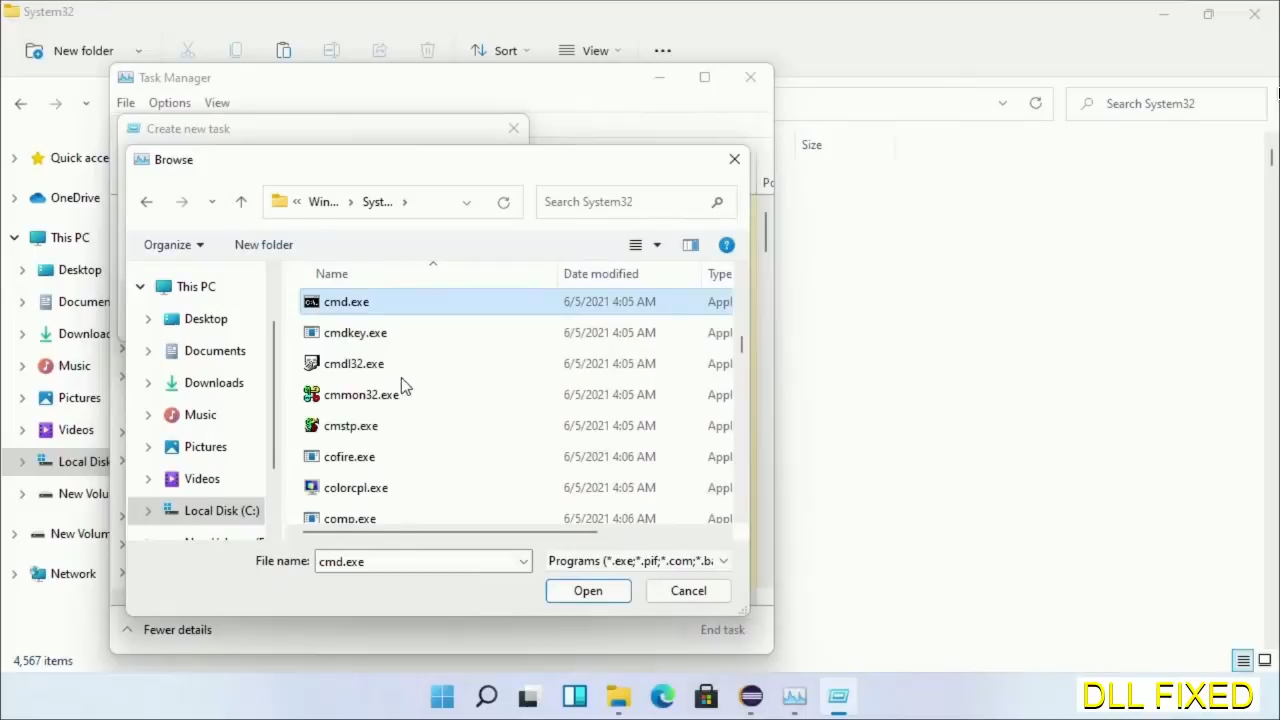 System32
New folder
Sort
View
Task Manager
File Options View
Search System32
Create new task
Size
Browse
Win... Syst...
Search System32
Organize
New folder
Name
Date modified
Type
Quick acce
OneDrive
This PC
Desktop
Documen
Downloac
Music
Pictures
Videos
Local Disk
New Volu
New Volum
Network
This PC
Desktop
Documents
Downloads
Music
Pictures
Videos
Local Disk (C:)
cmd.exe 6/5/2021 4:05 AM Appl
cmdkey.exe 6/5/2021 4:05 AM Appl
cmdl32.exe 6/5/2021 4:05 AM Appl
cmmon32.exe 6/5/2021 4:05 AM Appl
cmstp.exe 6/5/2021 4:05 AM Appl
cofire.exe 6/5/2021 4:06 AM Appl
colorcpl.exe 6/5/2021 4:05 AM Appl
comp.exe 6/5/2021 4:06 AM Appl
File name: cmd.exe
Programs (*.exe;*.pif;*.com;*.ba
Open
Cancel
Fewer details
End task
4,567 items
DLL FIXED